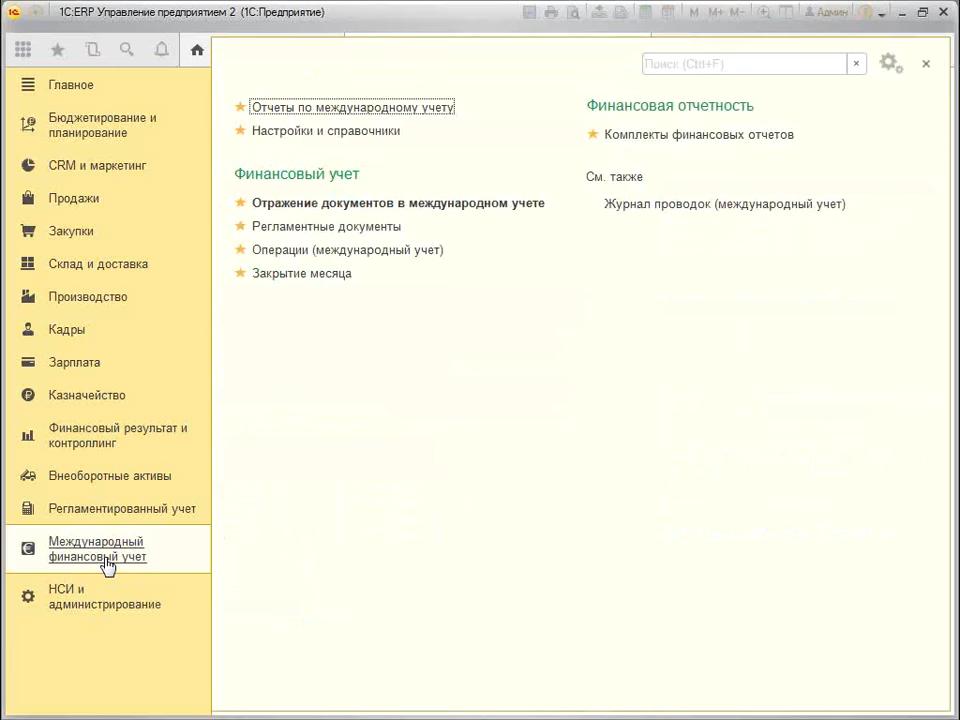 1С:ERP Управление предприятием 2 (1С:Предприятие)
M M+ M-
Админ
Главное
Бюджетирование и
планирование
CRM и маркетинг
Продажи
Закупки
Склад и доставка
Производство
Кадры
Зарплата
Казначейство
Финансовый результат и
контроллинг
Внеоборотные активы
Регламентированный учет
Международный
финансовый учет
НСИ и
администрирование
Поиск (Ctrl+F)
Отчеты по международному учету
Настройки и справочники
Финансовый учет
Отражение документов в международном учете
Регламентные документы
Операции (международный учет)
Закрытие месяца
Финансовая отчетность
Комплекты финансовых отчетов
См. также
Журнал проводок (международный учет)